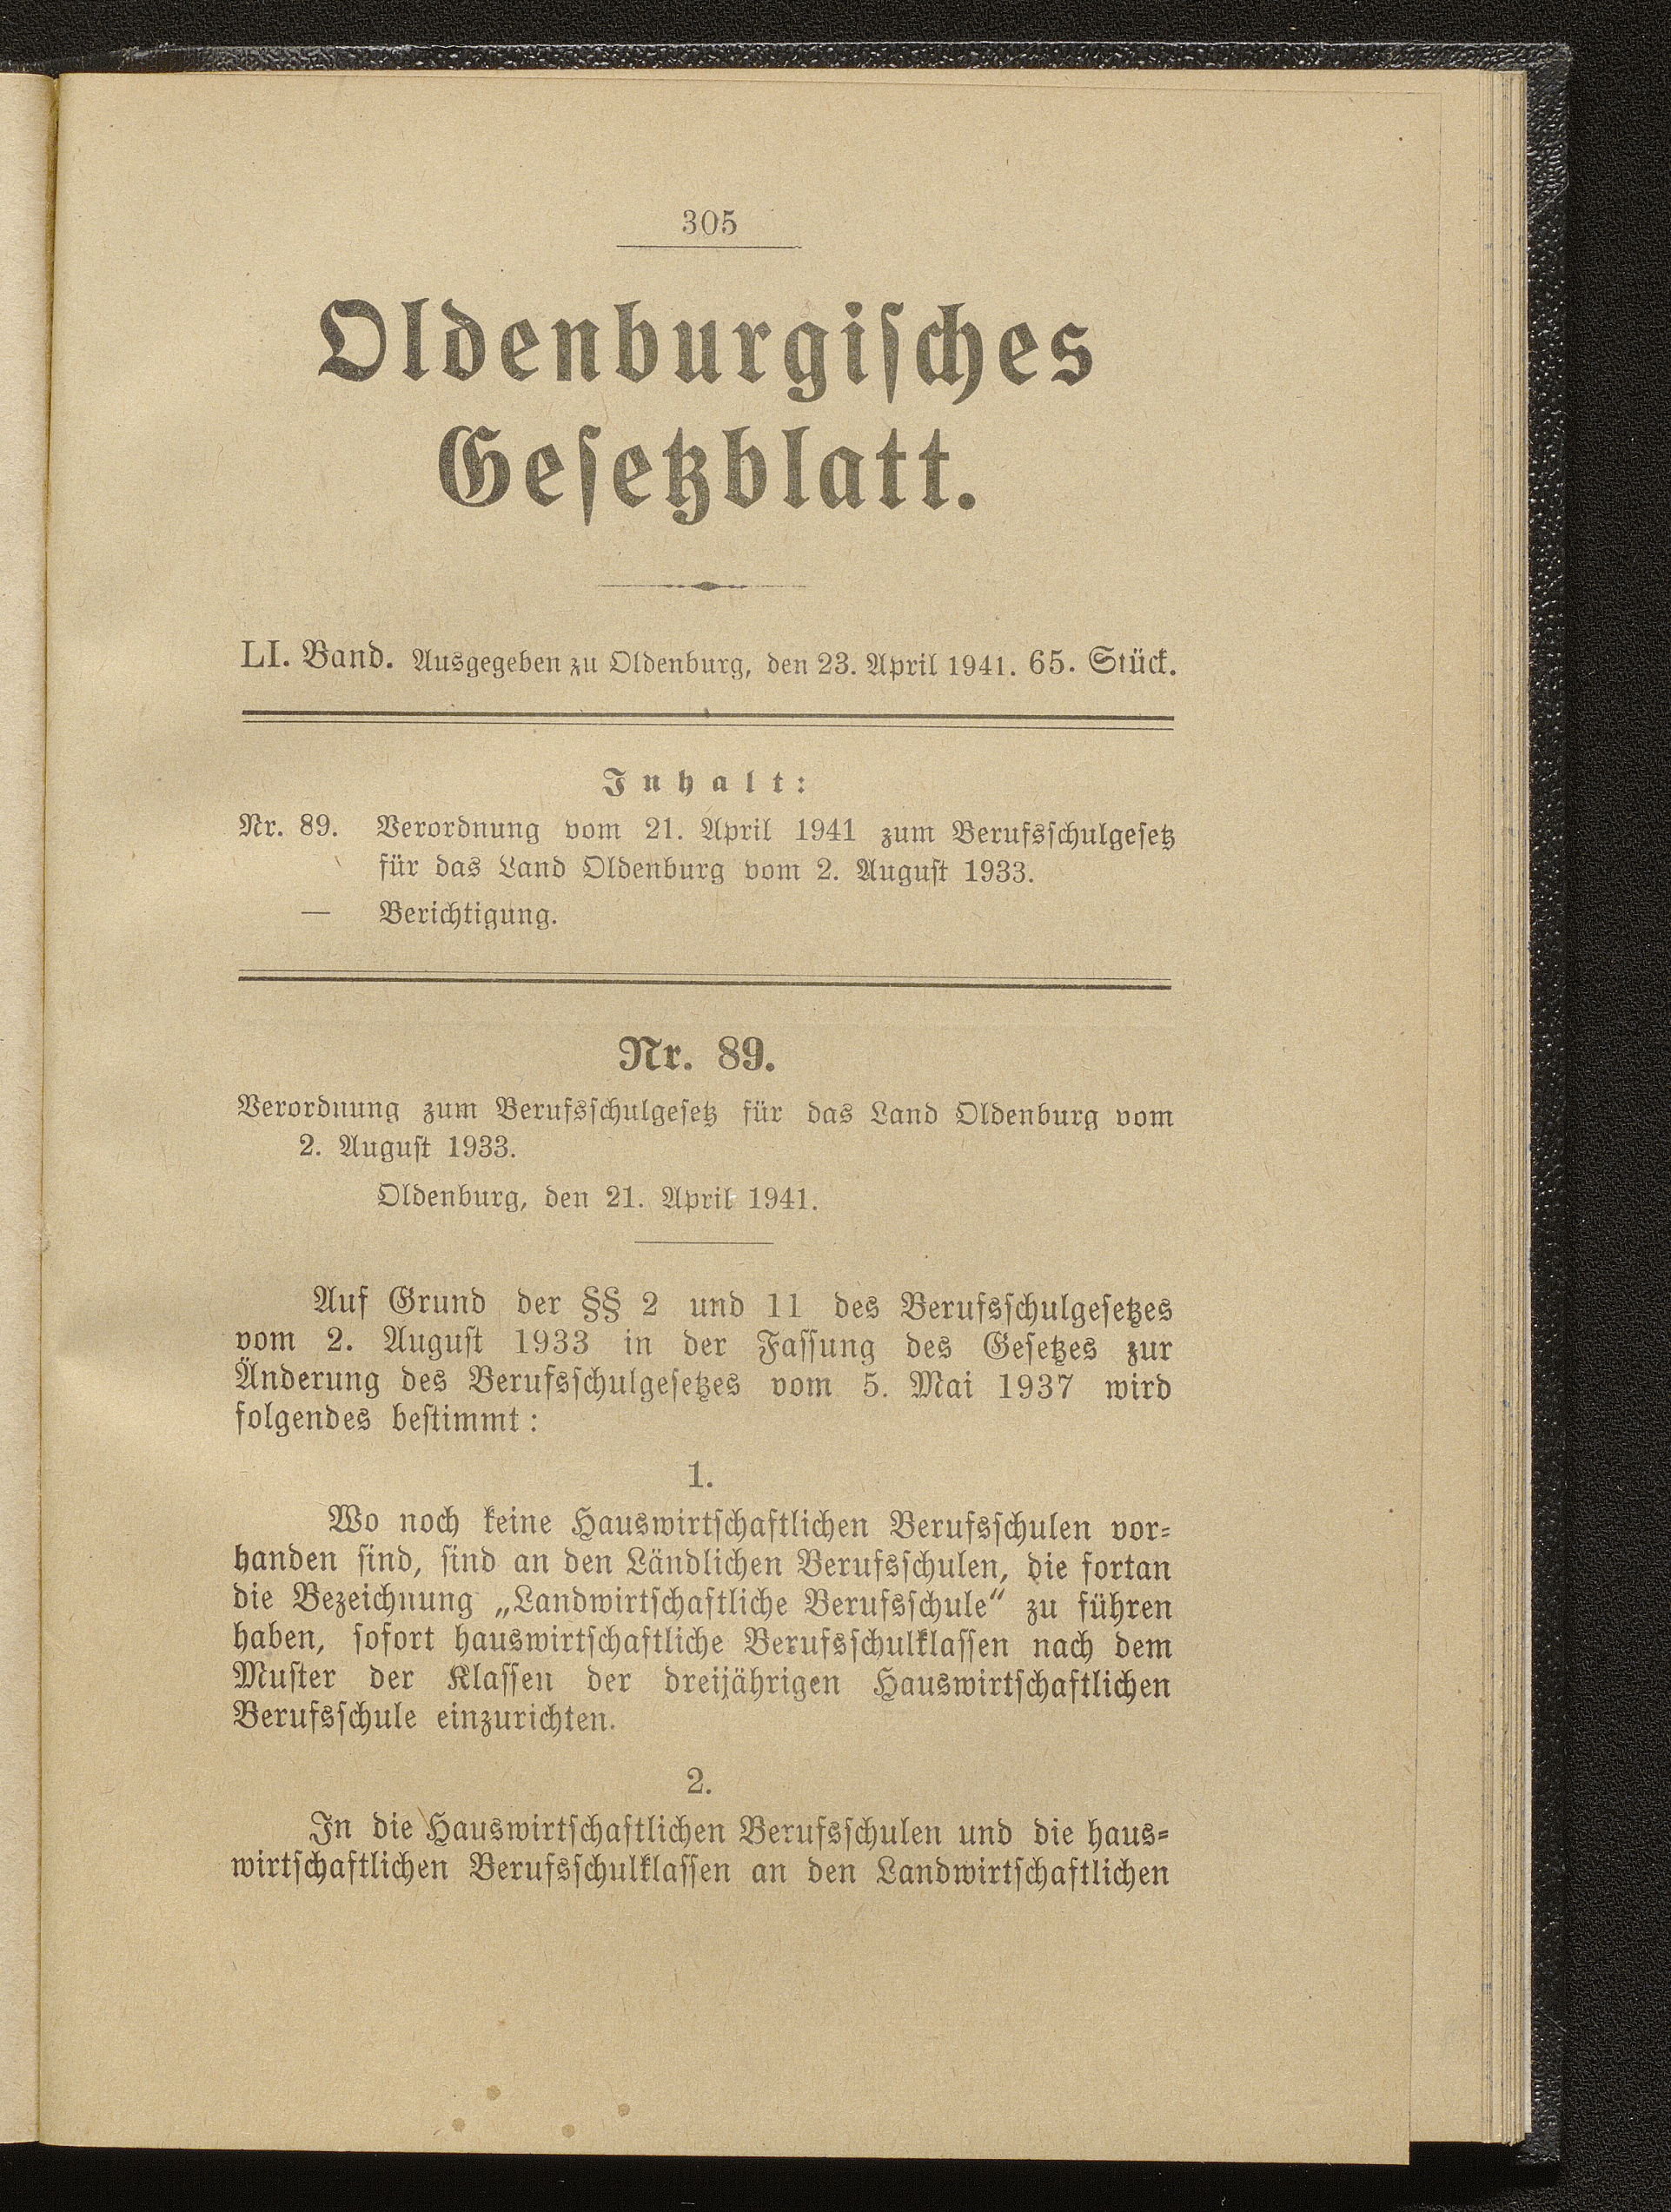 305
Oldenburgisches
Gesetzblatt.
LI. Band. Ausgegeben zu Oldenburg, den 23. April 1941. 65. Stück.
Inhalt:
Nr. 89. Verordnung vom 21. April 1941 zum Berufsschulgesetz
für das Land Oldenburg vom 2. August 1933.
— Berichtigung.
Nr. 89.
Verordnung zum Berufsschulgesetz für das Land Oldenburg vom
2. August 1933.
Oldenburg, den 21. April 1941.
Auf Grund der §§ 2 und 11 des Berufsschulgesetzes
vom 2. August 1933 in der Fassung des Gesetzes zur
Änderung des Berufsschulgesetzes vom 5. Mai 1937 wird
folgendes bestimmt:
1.
Wo noch keine Hauswirtschaftlichen Berufsschulen vor-
handen sind, sind an den Ländlichen Berufsschulen, die fortan
die Bezeichnung „Landwirtschaftliche Berufsschule“ zu führen
haben, sofort hauswirtschaftliche Berufsschulklassen nach dem
Muster der Klassen der dreijährigen Hauswirtschaftlichen
Berufsschule einzurichten.
2.
In die Hauswirtschaftlichen Berufsschulen und die haus-
wirtschaftlichen Berufsschulklassen an den Landwirtschaftlichen